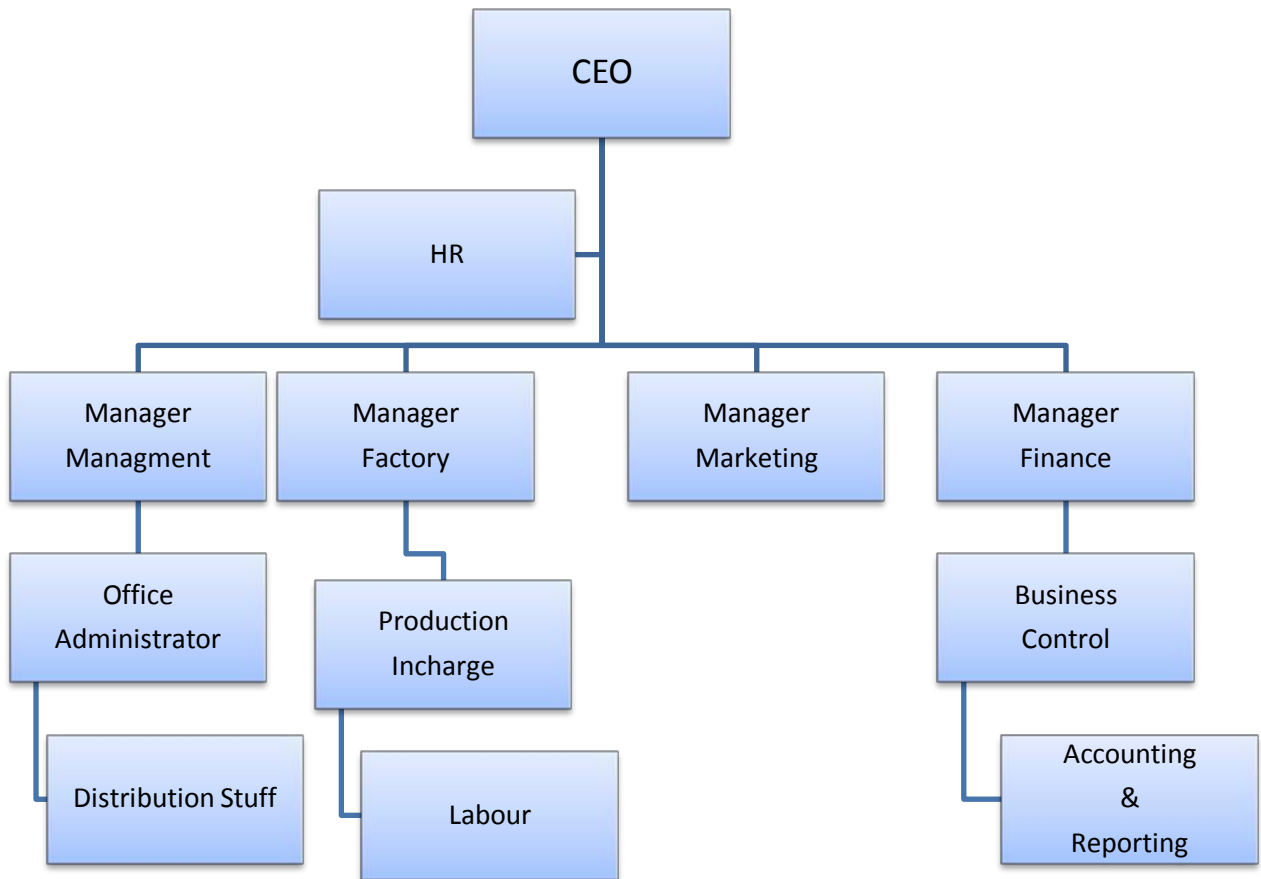 CEO
HR
Manager
Managment
Manager
Factory
Manager
Marketing
Manager
Finance
Office
Administrator
Production
Incharge
Business
Control
Distribution Stuff
Labour
Accounting
&
Reporting